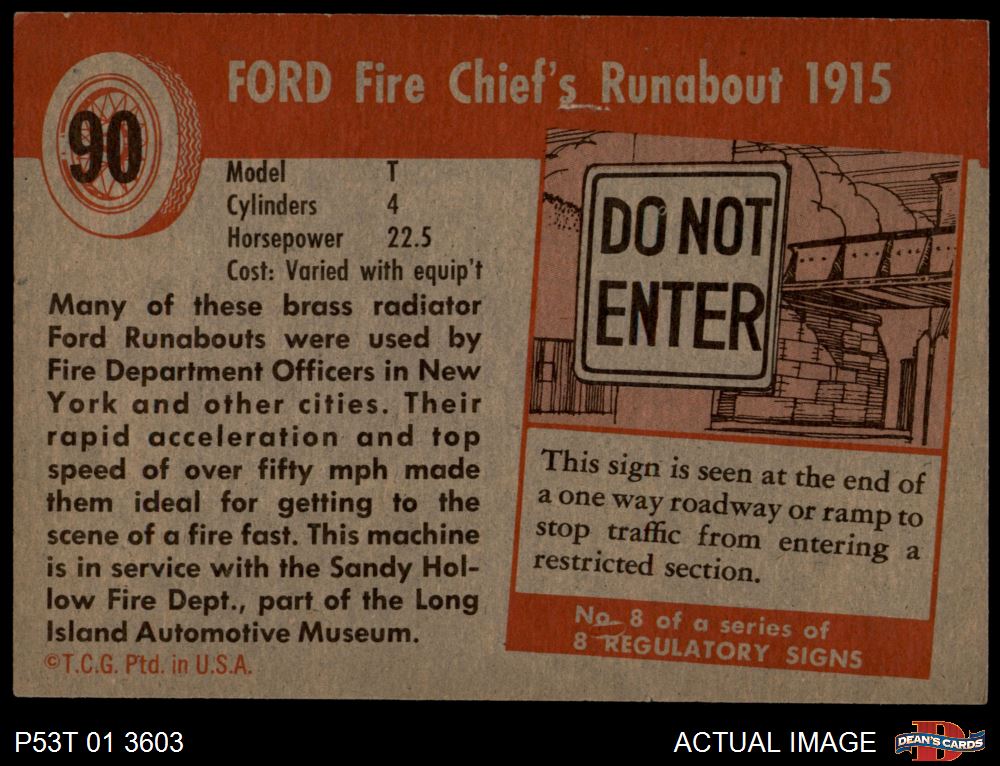 90
FORD Fire Chief's Runabout 1915
Model T
Cylinders 4
Horsepower 22.5
Cost: Varied with equip't
Many of these brass radiator
Ford Runabouts were used by
Fire Department Officers in New
York and other cities. Their
rapid acceleration and top
speed of over fifty mph made
them ideal for getting to the
scene of a fire fast. This machine
is in service with the Sandy Hol-
low Fire Dept., part of the Long
Island Automotive Museum.
©T.C.G. Ptd. in U.S.A.
DO NOT
ENTER
This sign is seen at the end of
a one way roadway or ramp to
stop traffic from entering a
restricted section.
No. 8 of a series of
8 REGULATORY SIGNS
P53T 01 3603
ACTUAL IMAGE
D
DEAN'S CARDS